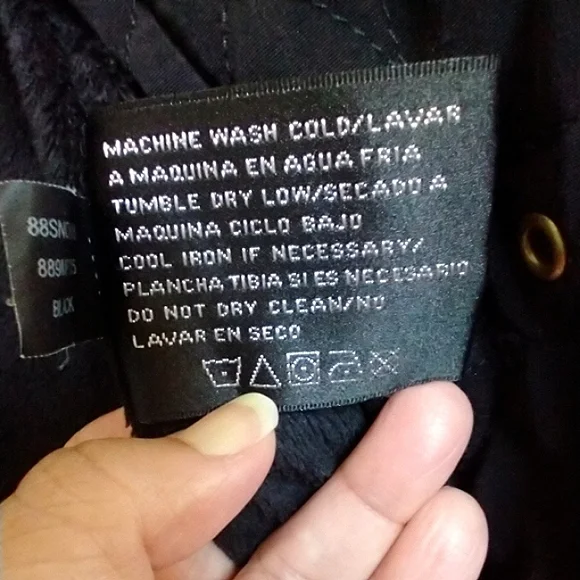 MACHINE WASH COLD/LAVAR
A MAQUINA EN AGUA FRIA
TUMBLE DRY LOW/SECADO A
MAQUINA CICLO BAJO
COOL IRON IF NECESSARY/
PLANCHA TIBIA SI ES NECESARIO
DO NOT DRY CLEAN/NO
LAVAR EN SECO